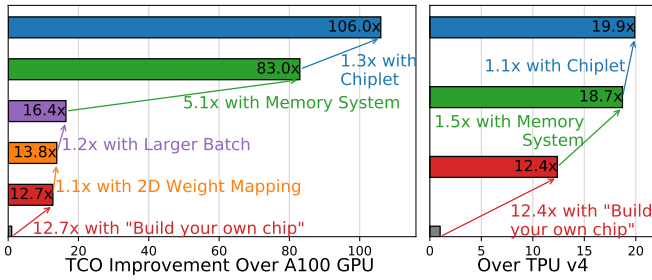 106.0x
1.3x with
Chiplet
83.0x
5.1x with Memory System
16.4x
1.2x with Larger Batch
13.8x
1.1x with 2D Weight Mapping
12.7x
12.7x with "Build your own chip"
0 20 40 60 80 100
TCO Improvement Over A100 GPU
19.9x
1.1x with Chiplet
18.7x
1.5x with Memory
System
12.4x
12.4x with "Build
your own chip"
0 5 10 15 20
Over TPU v4